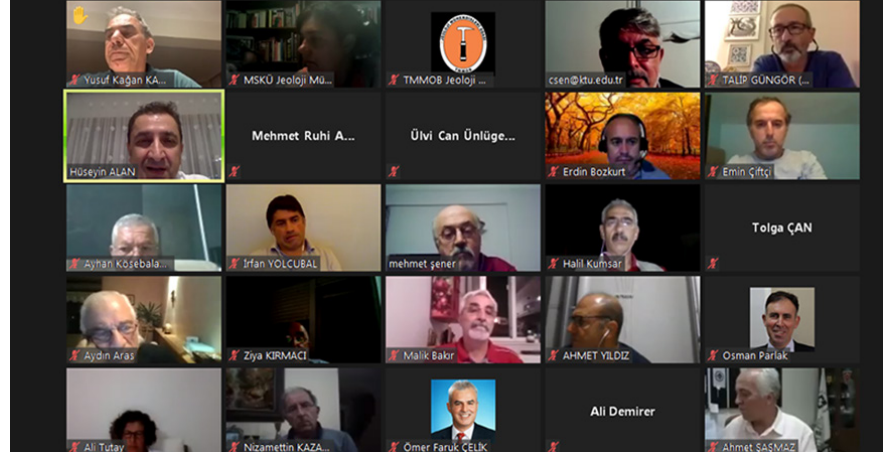 Yusuf Kağan KA...
MSKÜ Jeoloji Mü...
TMMOB Jeoloji ...
csen@ktu.edu.tr
TALİP GÜNGÖR (...
Hüseyin ALAN
Mehmet Ruhi A...
Ülvi Can Ünlüge...
Erdin Bozkurt
Emin Çiftçi
Ayhan Kösebala...
İrfan YOLCUBAL
mehmet şener
Halil Kumsar
Tolga ÇAN
Aydın Aras
Ziya KIRMACI
Malik Bakır
AHMET YILDIZ
Osman Parlak
Ali Tutay
Nizamettin KAZA...
Ömer Faruk ÇELİK
Ali Demirer
Ahmet ŞAŞMAZ